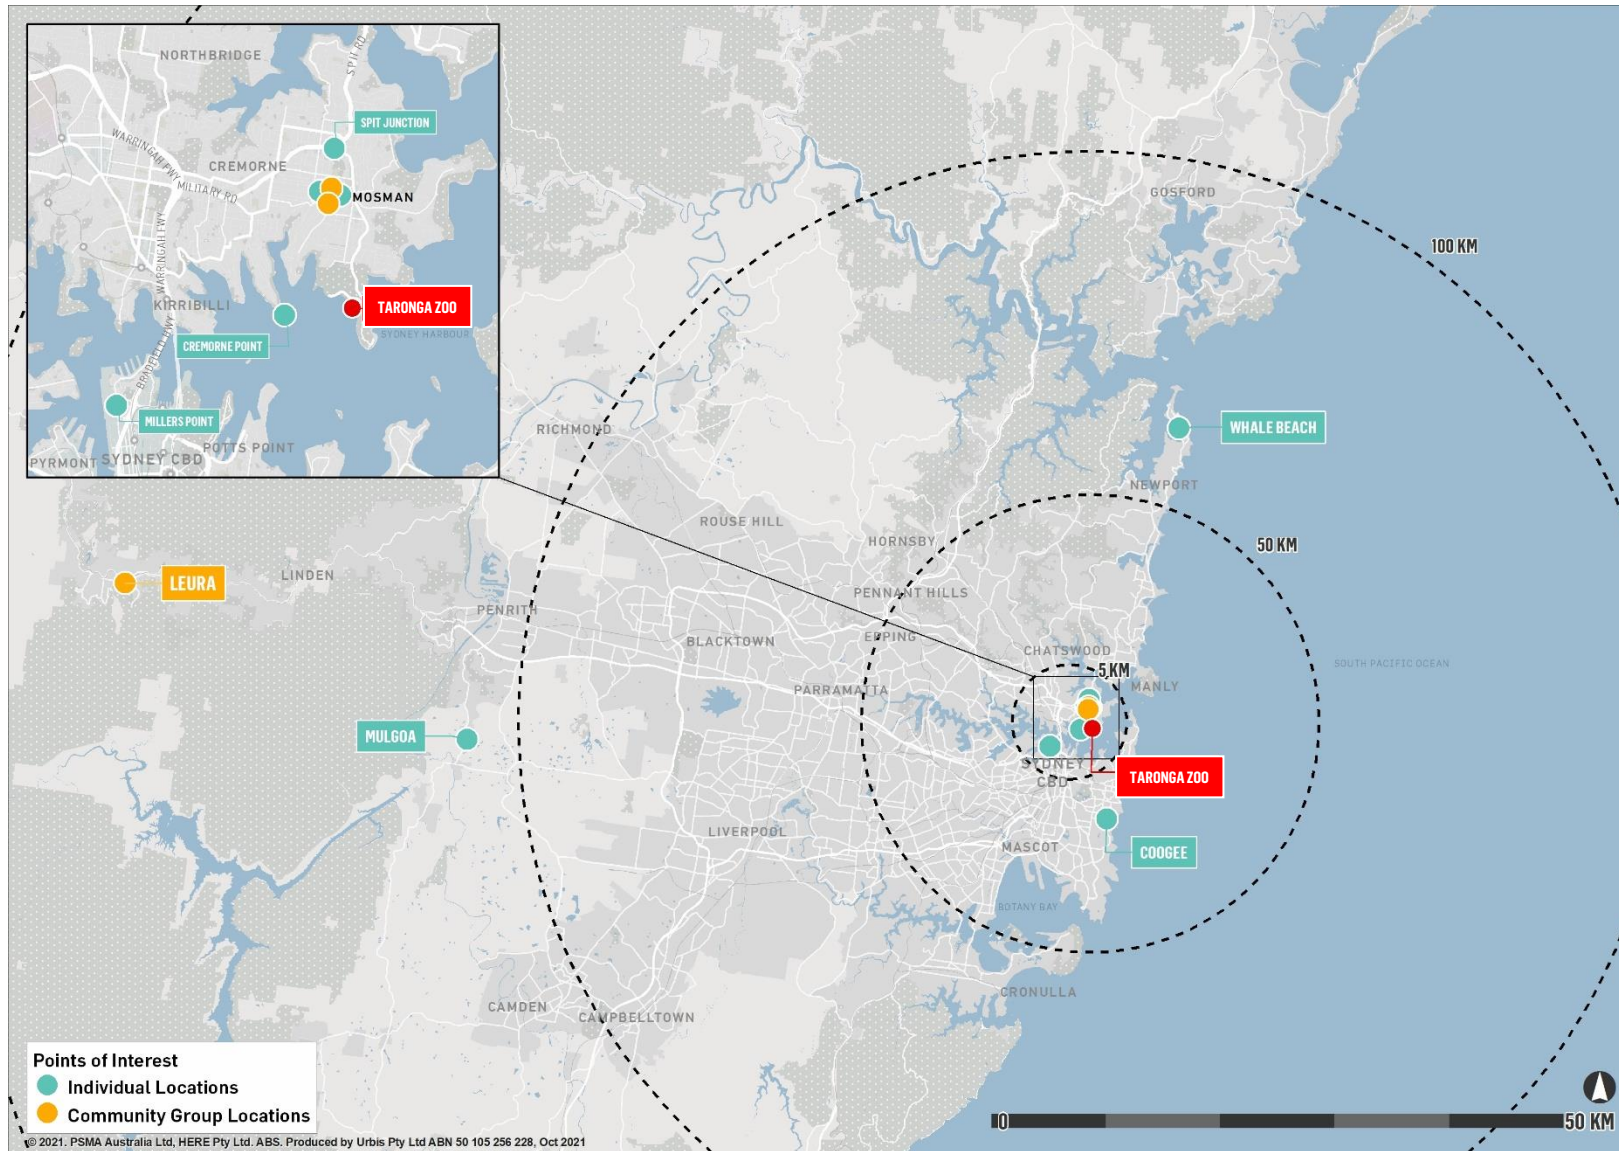 NORTHBRIDGE
SPIT RD
SPIT JUNCTION
WARRINGAH FWY
CREMORNE
MILITARY RD
MOSMAN
WARRINGAH FWY
KIRRIBILLI
TARONGA ZOO
SYDNEY HARBOUR
CREMORNE POINT
BRADFIELD HWY
MILLERS POINT
POTTS POINT
PYRMONT
SYDNEY CBD
GOSFORD
100 KM
RICHMOND
WHALE BEACH
NEWPORT
ROUSE HILL
HORNSBY
50 KM
LEURA
LINDEN
PENRITH
PENNANT HILLS
BLACKTOWN
EPPING
CHATSWOOD
5 KM
SOUTH PACIFIC OCEAN
PARRAMATTA
MANLY
MULGOA
SYDNEY
CBD
TARONGA ZOO
LIVERPOOL
MASCOT
COOGEE
BOTANY BAY
CRONULLA
CAMDEN
CAMPBELLTOWN
Points of Interest
Individual Locations
Community Group Locations
0
50 KM
© 2021. PSMA Australia Ltd, HERE Pty Ltd. ABS. Produced by Urbis Pty Ltd ABN 50 105 256 228, Oct 2021